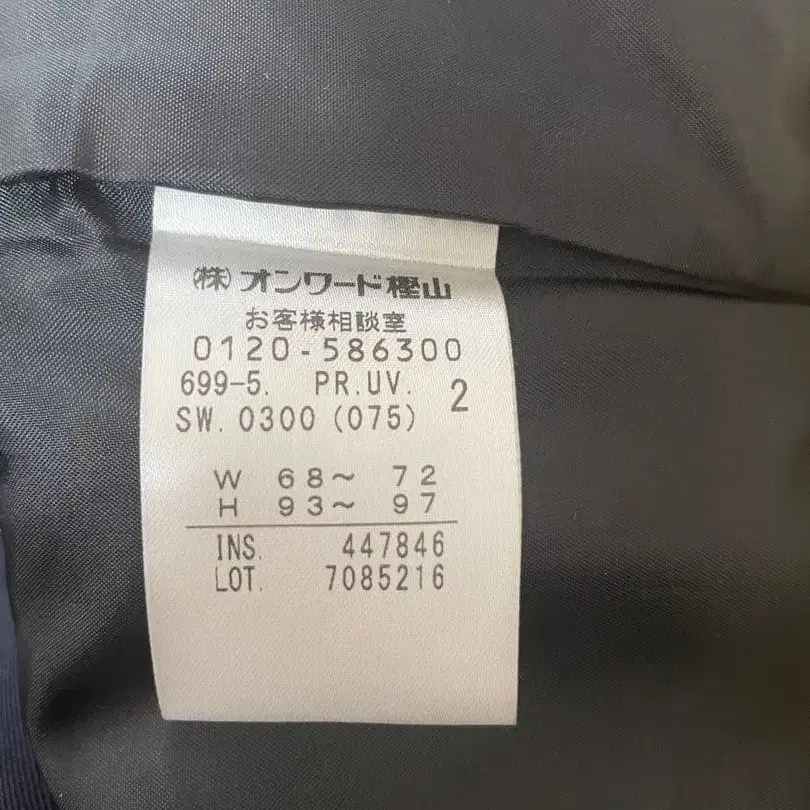 ㈱オンワード樫山
お客様相談室
0120-586300
699-5. PR.UV. 2
SW. 0300 (075)
W 68〜 72
H 93〜 97
INS. 447846
LOT. 7085216